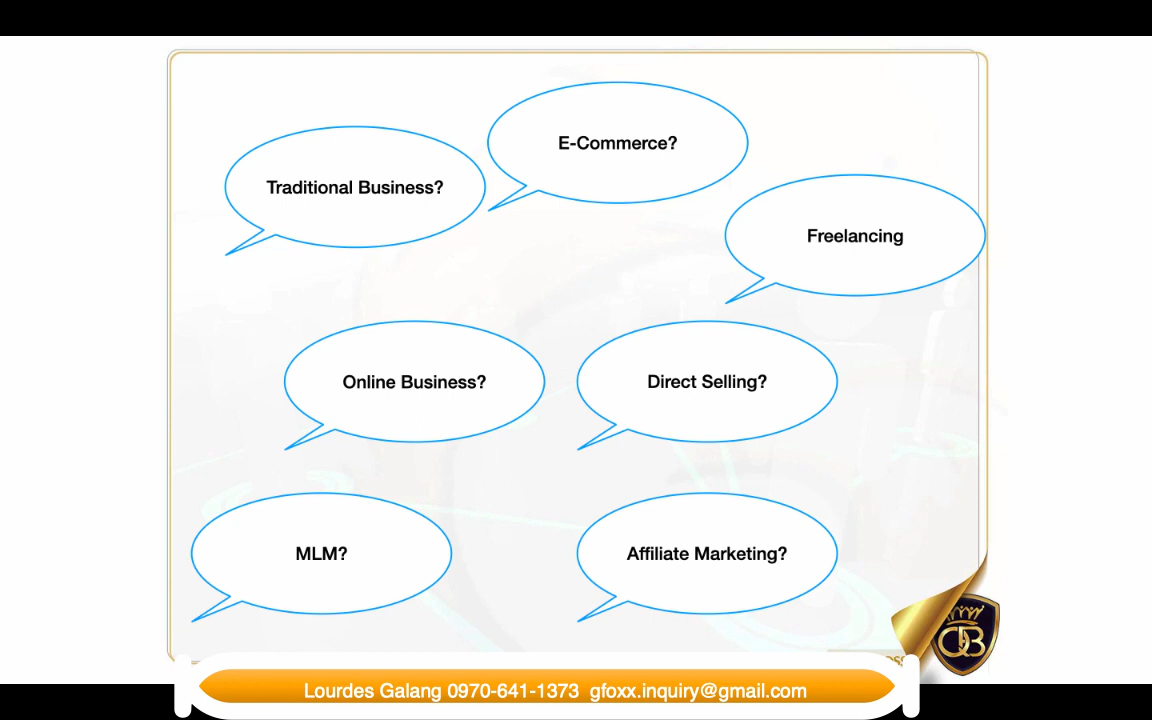 E-Commerce?
Traditional Business?
Freelancing
Online Business?
Direct Selling?
MLM?
Affiliate Marketing?
Lourdes Galang 0970-641-1373 gfoxx.inquiry@gmail.com